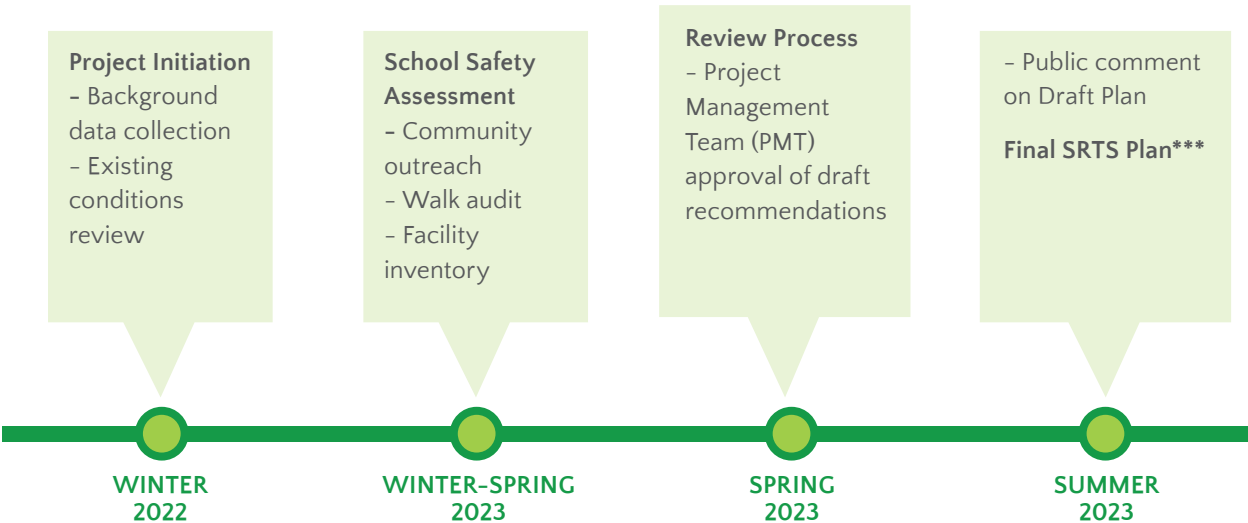 Project Initiation
- Background
data collection
- Existing
conditions
review
School Safety
Assessment
- Community
outreach
- Walk audit
- Facility
inventory
Review Process
- Project
Management
Team (PMT)
approval of draft
recommendations
- Public comment
on Draft Plan
Final SRTS Plan***
WINTER
2022
WINTER-SPRING
2023
SPRING
2023
SUMMER
2023